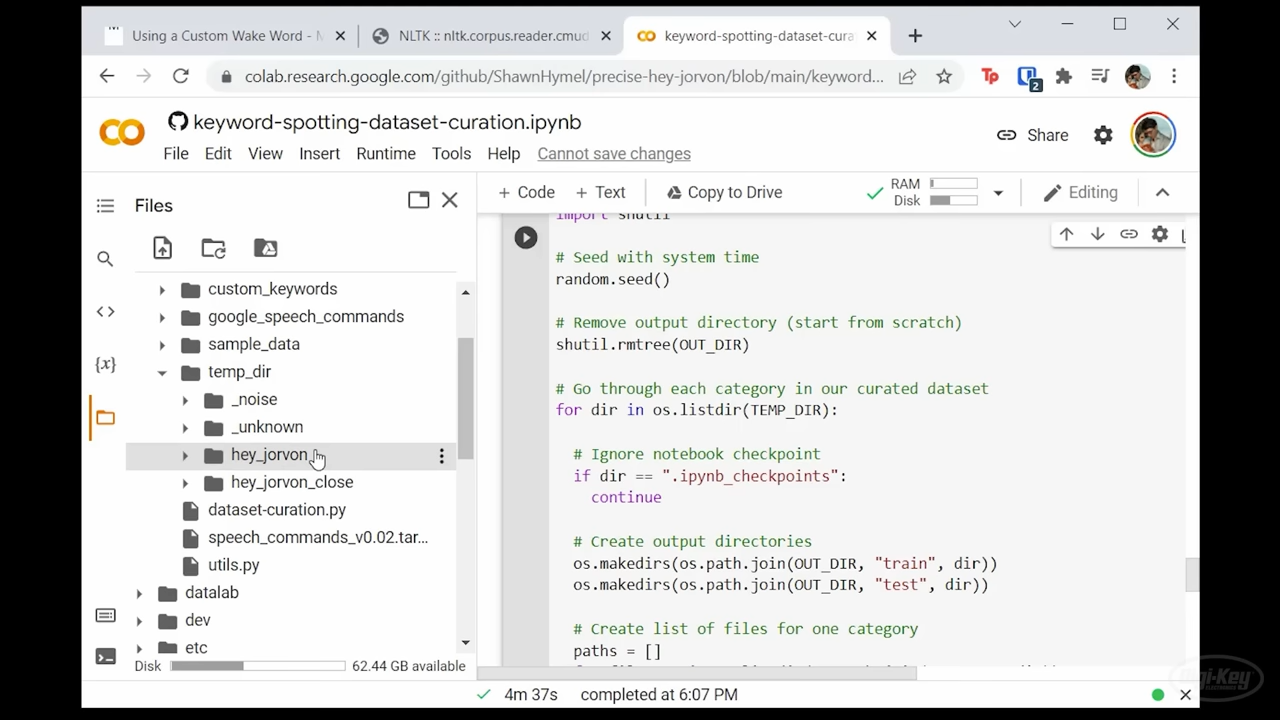 Using a Custom Wake Word - M
NLTK :: nltk.corpus.reader.cmud
keyword-spotting-dataset-cura
colab.research.google.com/github/ShawnHymel/precise-hey-jorvon/blob/main/keyword...
Tp
2
keyword-spotting-dataset-curation.ipynb
Share
File Edit View Insert Runtime Tools Help Cannot save changes
Files
+ Code + Text
Copy to Drive
RAM
Disk
Editing
custom_keywords
google_speech_commands
sample_data
temp_dir
_noise
_unknown
hey_jorvon
hey_jorvon_close
dataset-curation.py
speech_commands_v0.02.tar...
utils.py
datalab
dev
etc
Disk 62.44 GB available
{x}
import shutil
# Seed with system time
random.seed()
# Remove output directory (start from scratch)
shutil.rmtree(OUT_DIR)
# Go through each category in our curated dataset
for dir in os.listdir(TEMP_DIR):
# Ignore notebook checkpoint
if dir == ".ipynb_checkpoints":
continue
# Create output directories
os.makedirs(os.path.join(OUT_DIR, "train", dir))
os.makedirs(os.path.join(OUT_DIR, "test", dir))
# Create list of files for one category
paths = []
4m 37s completed at 6:07 PM
Digi-Key
ELECTRONICS